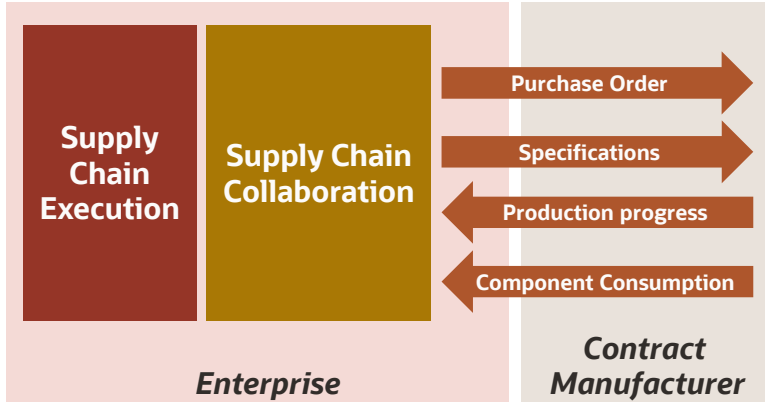 Supply
Chain
Execution
Supply Chain
Collaboration
Purchase Order
Specifications
Production progress
Component Consumption
Enterprise
Contract
Manufacturer